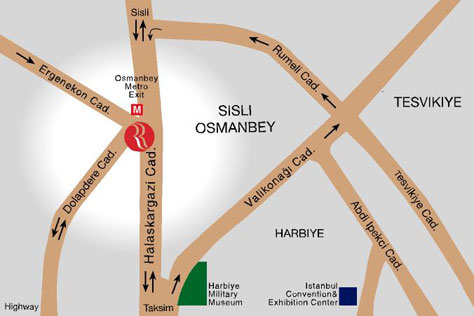 Sisli
Ergenekon Cad.
Osmanbey
Metro
Exit
M
R
Rumeli Cad.
SISLI
OSMANBEY
TESVIKIYE
Dolapdere Cad.
Halaskargazi Cad.
Valikonağı Cad.
Tesvikiye Cad.
Abdi Ipekci Cad.
HARBIYE
Highway
Taksim
Harbiye
Military
Museum
Istanbul
Convention&
Exhibition Center